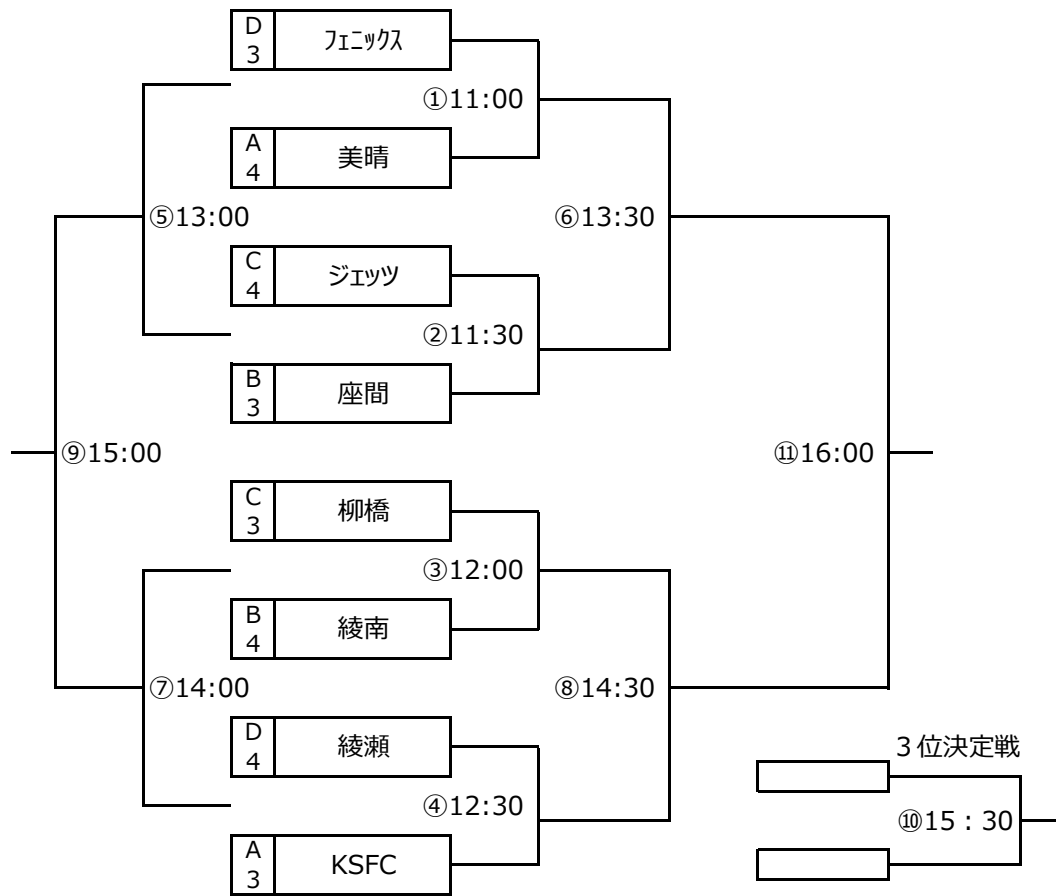 D
3
フェニックス
①11:00
A
4
美晴
⑤13:00
⑥13:30
C
4
ジェッツ
②11:30
B
3
座間
⑨15:00
⑪16:00
C
3
柳橋
③12:00
B
4
綾南
⑦14:00
⑧14:30
D
4
綾瀬
3位決定戦
④12:30
⑩15：30
A
3
KSFC